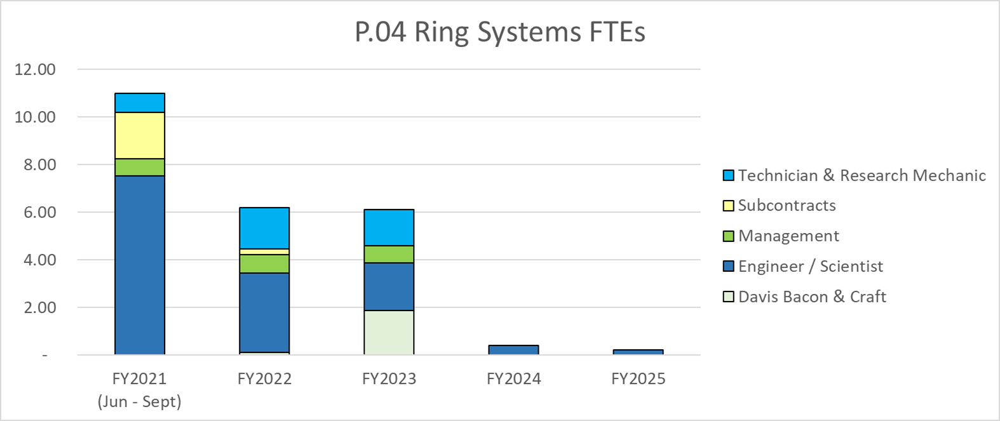 P.04 Ring Systems FTEs
12.00
10.00
8.00
6.00
4.00
2.00
-
FY2021
(Jun - Sept)
FY2022
FY2023
FY2024
FY2025
Technician & Research Mechanic
Subcontracts
Management
Engineer / Scientist
Davis Bacon & Craft